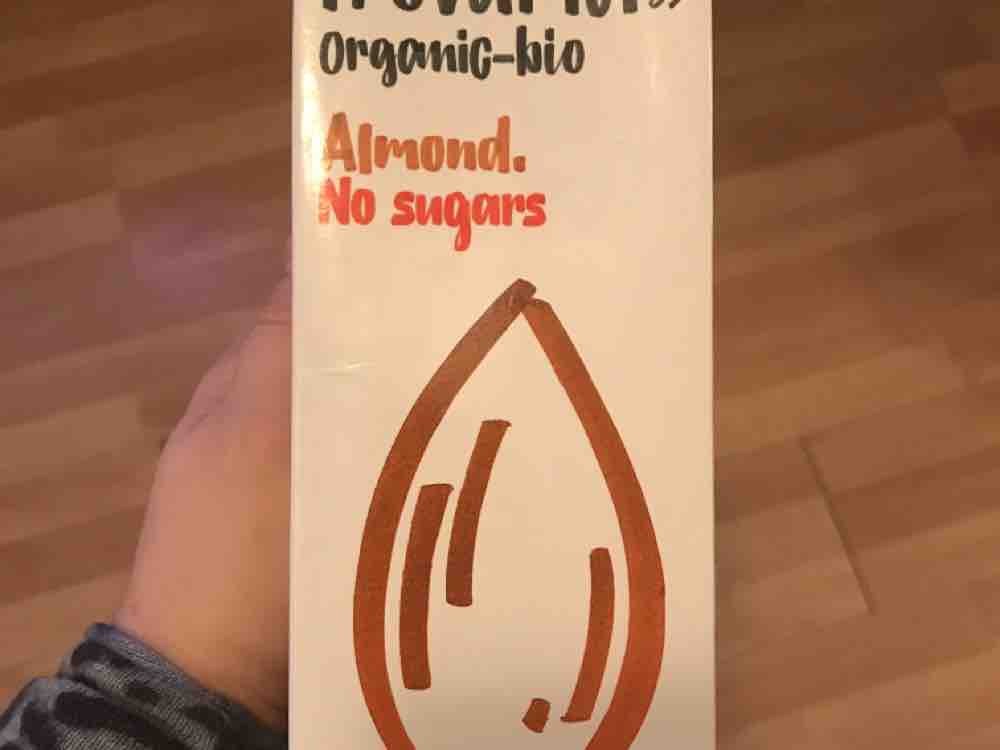 Organic-bio
Almond.
No sugars